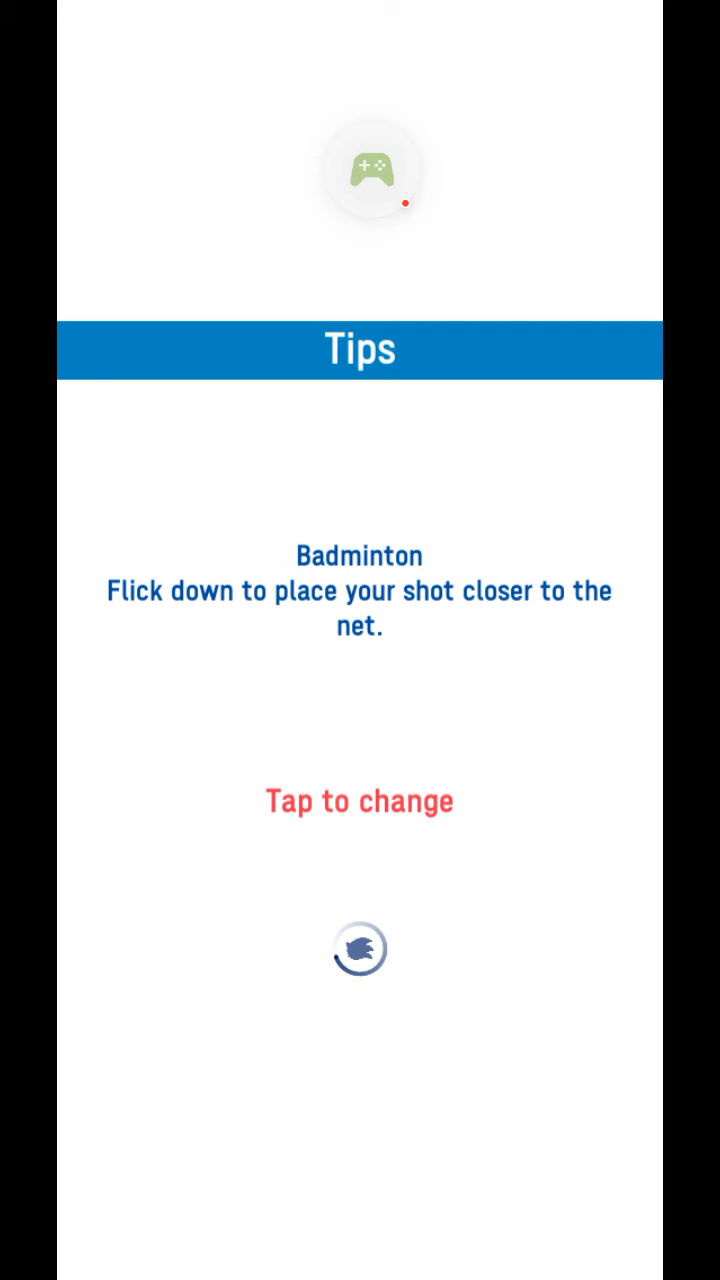 Tips
Badminton
Flick down to place your shot closer to the
net.
Tap to change